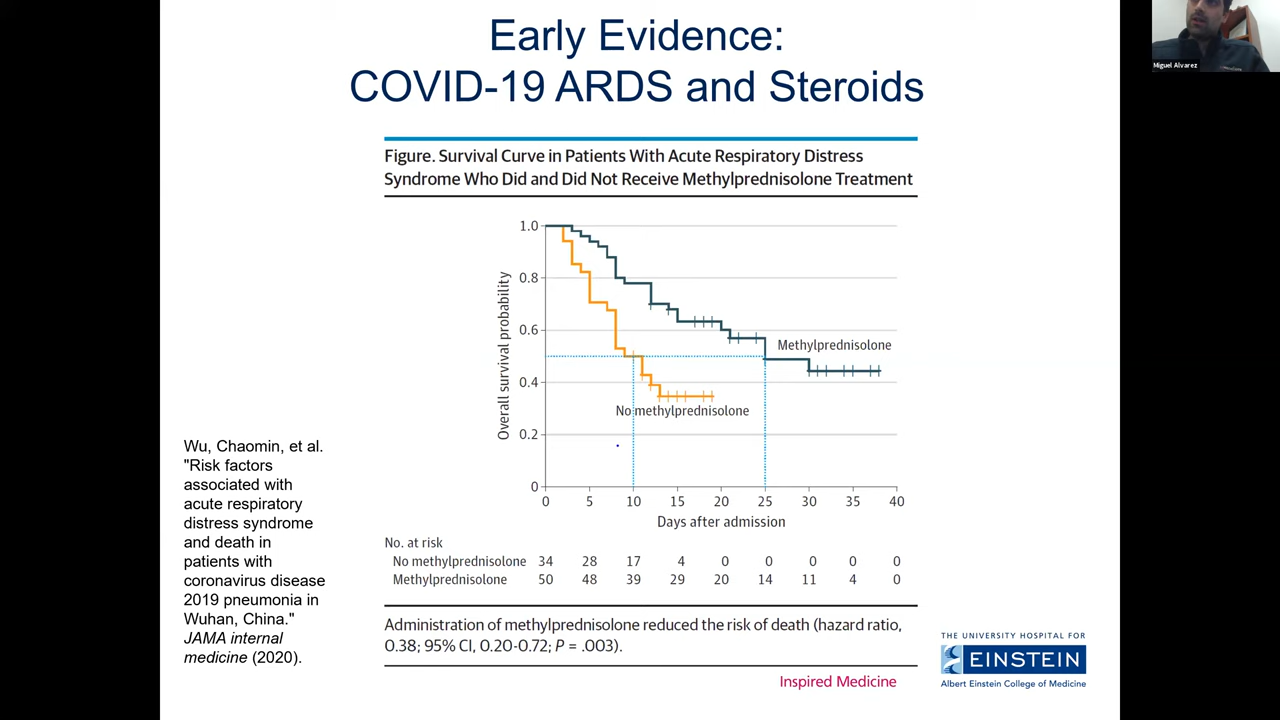 Early Evidence:
COVID-19 ARDS and Steroids
Miguel Alvarez
Figure. Survival Curve in Patients With Acute Respiratory Distress
Syndrome Who Did and Did Not Receive Methylprednisolone Treatment
1.0
0.8
0.6
0.4
0.2
0
Overall survival probability
Methylprednisolone
No methylprednisolone
0 5 10 15 20 25 30 35 40
Days after admission
No. at risk
No methylprednisolone 34 28 17 4 0 0 0 0 0
Methylprednisolone 50 48 39 29 20 14 11 4 0
Administration of methylprednisolone reduced the risk of death (hazard ratio,
0.38; 95% CI, 0.20-0.72; P = .003).
Wu, Chaomin, et al.
"Risk factors
associated with
acute respiratory
distress syndrome
and death in
patients with
coronavirus disease
2019 pneumonia in
Wuhan, China."
JAMA internal
medicine (2020).
Inspired Medicine
THE UNIVERSITY HOSPITAL FOR
EINSTEIN
Albert Einstein College of Medicine